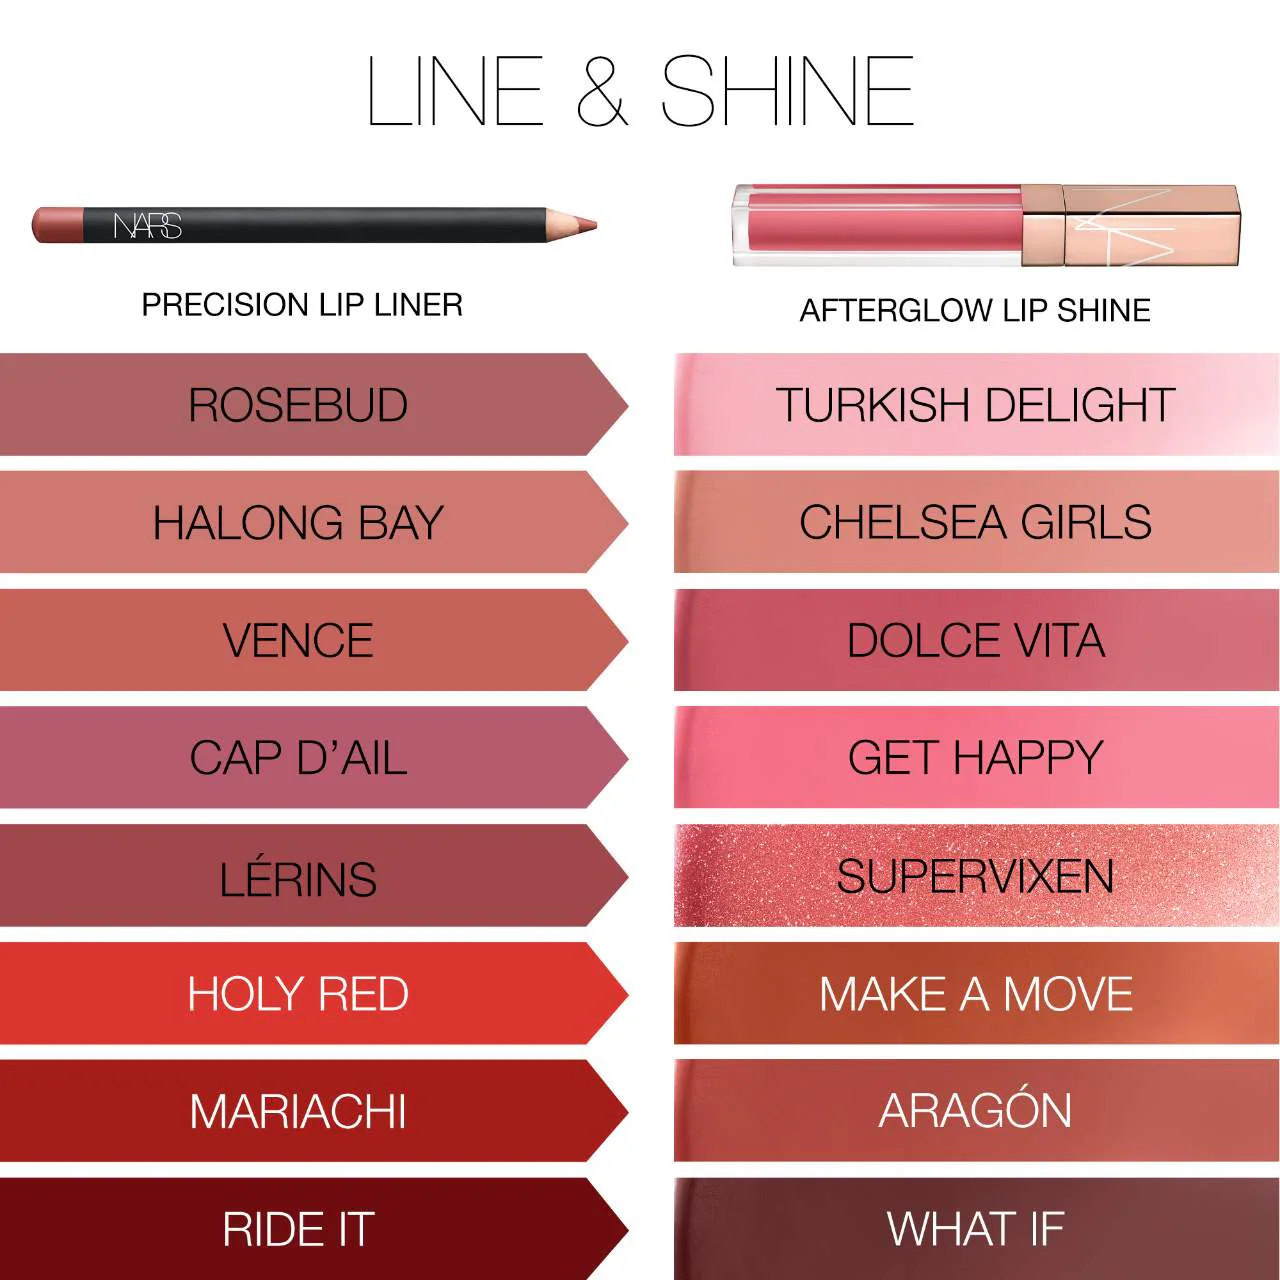 LINE & SHINE
NARS
NARS
PRECISION LIP LINER
AFTERGLOW LIP SHINE
ROSEBUD
TURKISH DELIGHT
HALONG BAY
CHELSEA GIRLS
VENCE
DOLCE VITA
CAP D’AIL
GET HAPPY
LÉRINS
SUPERVIXEN
HOLY RED
MAKE A MOVE
MARIACHI
ARAGÓN
RIDE IT
WHAT IF